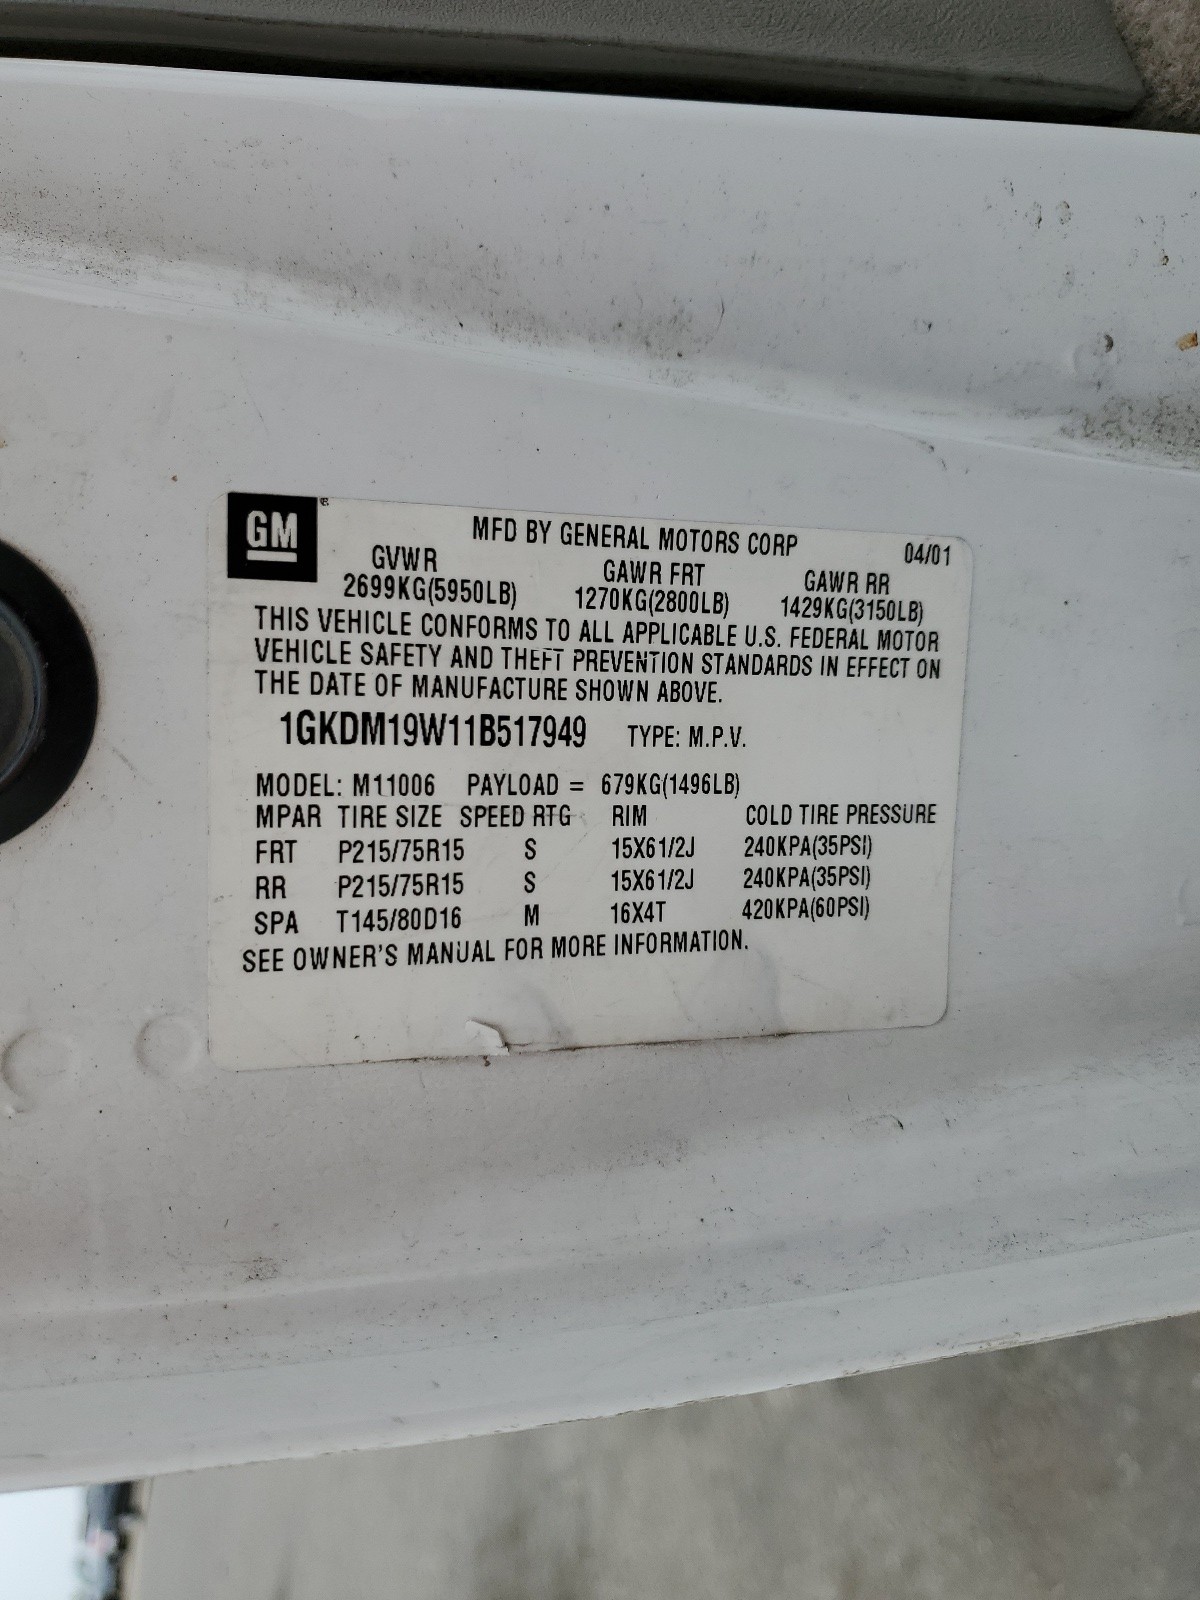 GM ®
MFD BY GENERAL MOTORS CORP 04/01
GVWR GAWR FRT GAWR RR
2699KG(5950LB) 1270KG(2800LB) 1429KG(3150LB)
THIS VEHICLE CONFORMS TO ALL APPLICABLE U.S. FEDERAL MOTOR
VEHICLE SAFETY AND THEFT PREVENTION STANDARDS IN EFFECT ON
THE DATE OF MANUFACTURE SHOWN ABOVE.
1GKDM19W11B517949 TYPE: M.P.V.
MODEL: M11006 PAYLOAD = 679KG(1496LB)
MPAR TIRE SIZE SPEED RTG RIM COLD TIRE PRESSURE
FRT P215/75R15 S 15X61/2J 240KPA(35PSI)
RR P215/75R15 S 15X61/2J 240KPA(35PSI)
SPA T145/80D16 M 16X4T 420KPA(60PSI)
SEE OWNER'S MANUAL FOR MORE INFORMATION.